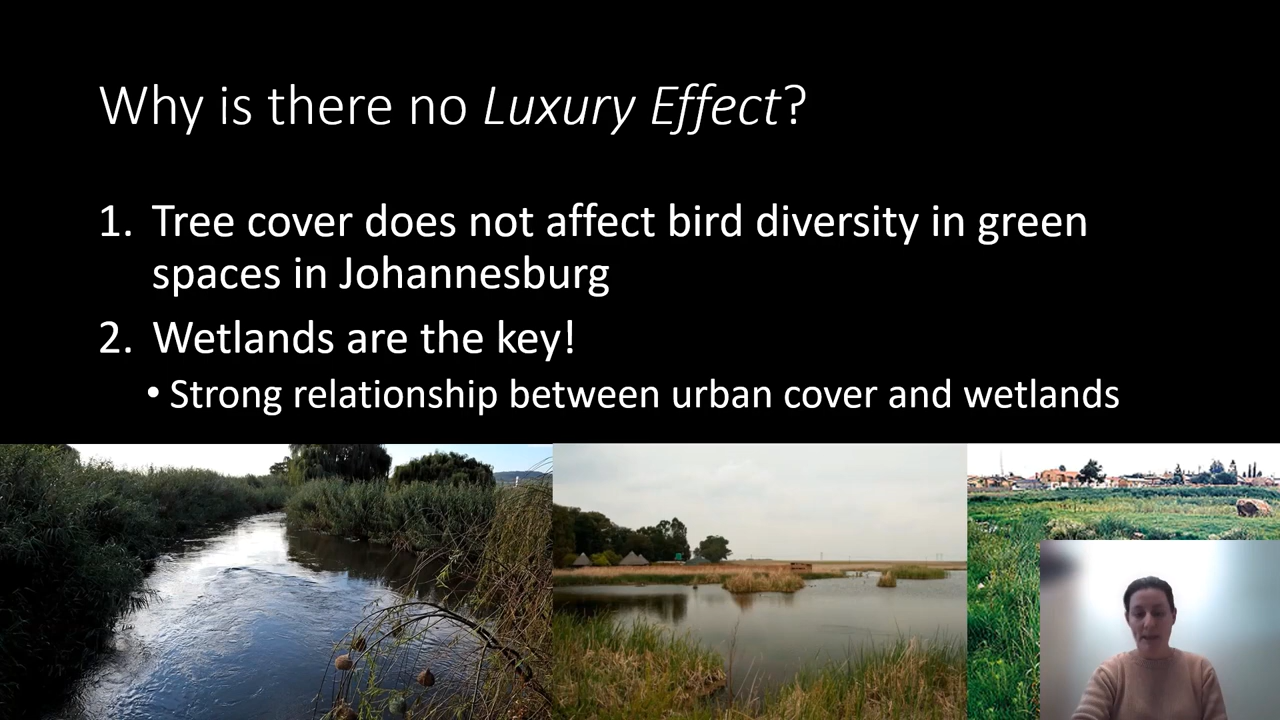 Why is there no Luxury Effect?
1. Tree cover does not affect bird diversity in green
spaces in Johannesburg
2. Wetlands are the key!
• Strong relationship between urban cover and wetlands